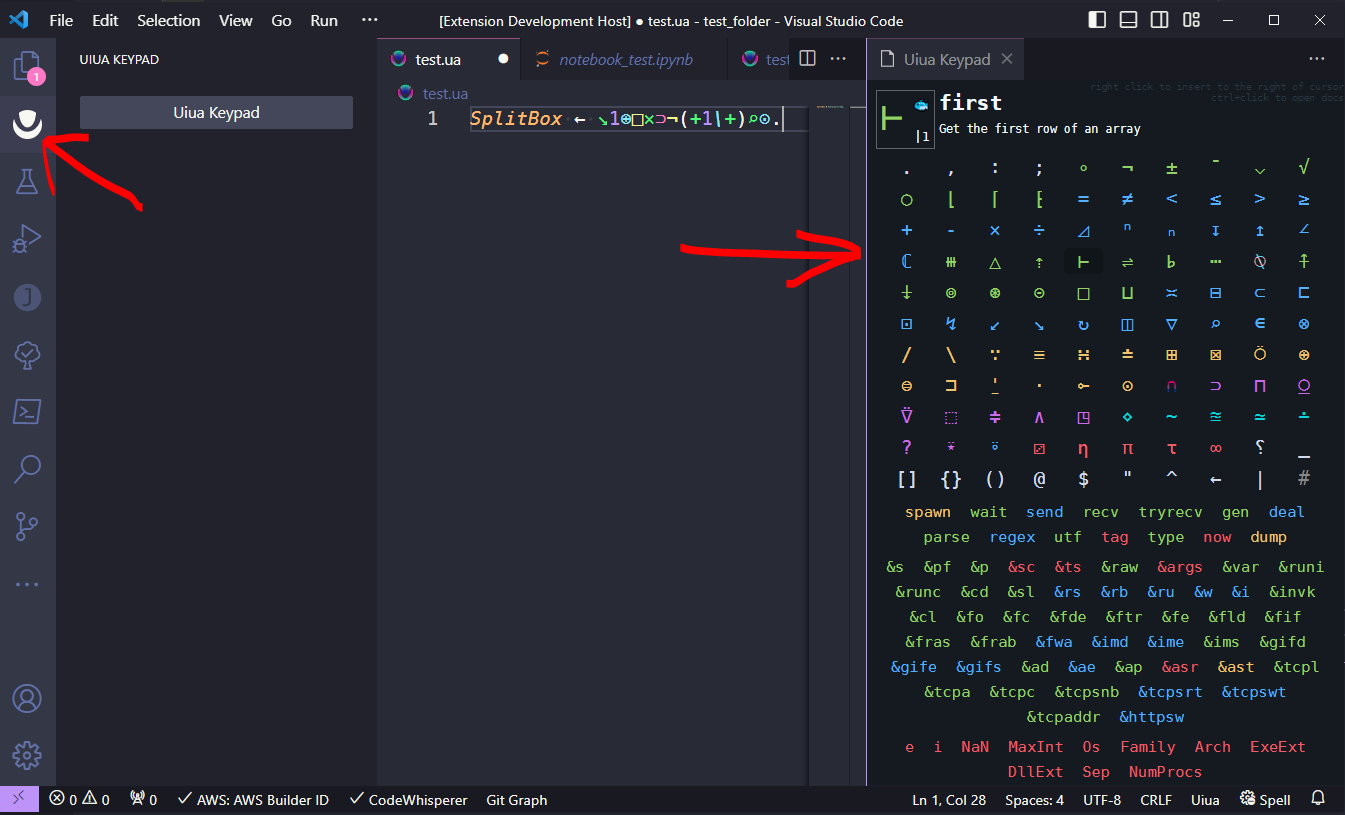 File Edit Selection View Go Run ··· [Extension Development Host] ● test.ua - test_folder - Visual Studio Code
UIUA KEYPAD
1
Uiua Keypad
test.ua ● notebook_test.ipynb test ···
test.ua
1 SplitBox ← ↘1⊕□×⊃¬(+1\+)⌕⊙.
Uiua Keypad ···
right click to insert to the right of cursor
ctrl+click to open docs
⊢ |1 first
Get the first row of an array
. , : ; ∘ ¬ ± ¯ ⌵ √
○ ⌊ ⌈ ⁅ = ≠ < ≤ > ≥
+ - × ÷ ◿ ⁿ ₙ ↧ ↥ ∠
ℂ ⧻ △ ⇡ ⊢ ⇌ ♭ ⋯ ⍉ ⍏
⍖ ⊚ ⊛ ⊝ □ ⊔ ≍ ⊟ ⊂ ⊏
⊡ ↯ ↙ ↘ ↻ ◫ ▽ ⌕ ∊ ⊗
/ \ ∵ ≡ ∺ ≐ ⊞ ⊠ ⍥ ⊕
⊜ ⊐ ⍘ · ⊸ ⊙ ∩ ⊃ ⊓ ⍜
⍢ ⬚ ≑ ∧ ◳ ⋄ ~ ≊ ≃ ∸
? ⍣ ⍤ ⚂ η π τ ∞ ⸮ _
[] {} () @ $ " ^ ← | #
spawn wait send recv tryrecv gen deal
parse regex utf tag type now dump
&s &pf &p &sc &ts &raw &args &var &runi
&runc &cd &sl &rs &rb &ru &w &i &invk
&cl &fo &fc &fde &ftr &fe &fld &fif
&fras &frab &fwa &imd &ime &ims &gifd
&gife &gifs &ad &ae &ap &asr &ast &tcpl
&tcpa &tcpc &tcpsnb &tcpsrt &tcpswt
&tcpaddr &httpsw
e i NaN MaxInt Os Family Arch ExeExt
DllExt Sep NumProcs
0 0 0 AWS: AWS Builder ID CodeWhisperer Git Graph Ln 1, Col 28 Spaces: 4 UTF-8 CRLF Uiua Spell